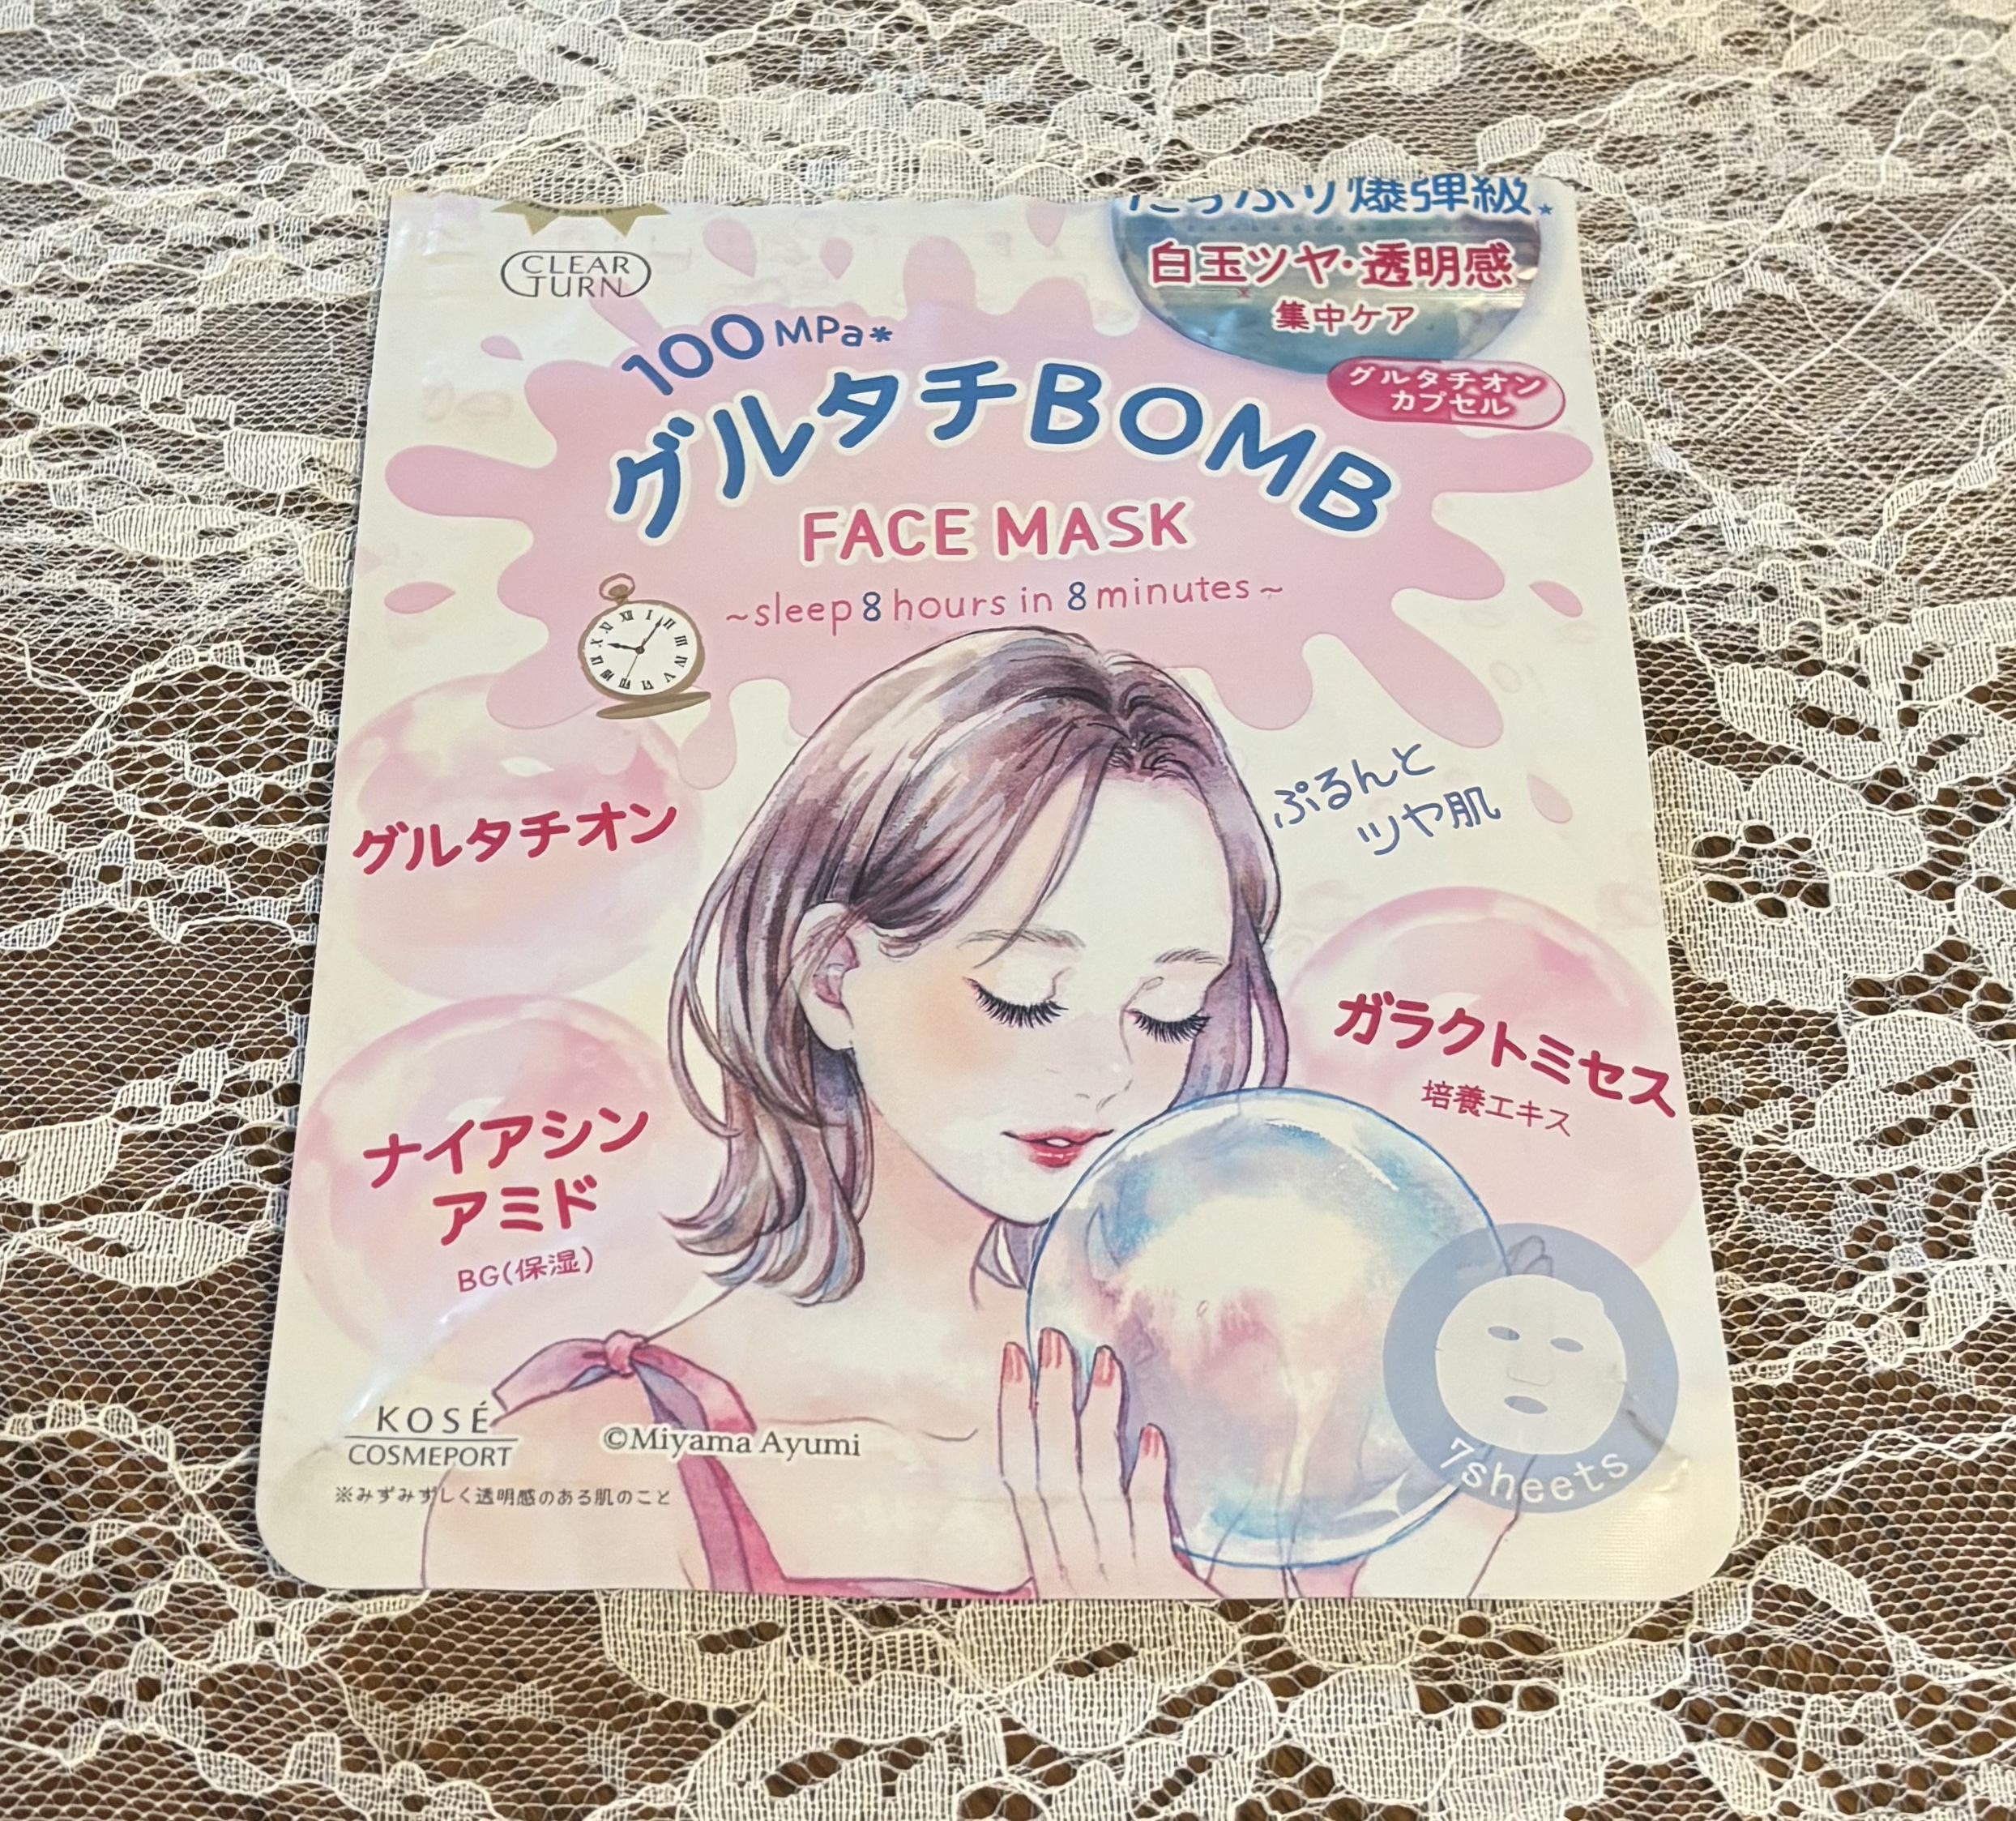 CLEAR
TURN
たっぷり爆弾級
白玉ツヤ・透明感
※
集中ケア
グルタチオン
カプセル
100MPa*
グルタチBOMB
FACE MASK
~sleep 8 hours in 8 minutes~
ぷるんと
ツヤ肌
グルタチオン
ガラクトミセス
培養エキス
ナイアシン
アミド
BG(保湿)
KOSÉ
COSMEPORT
©Miyama Ayumi
※みずみずしく透明感のある肌のこと
7sheets